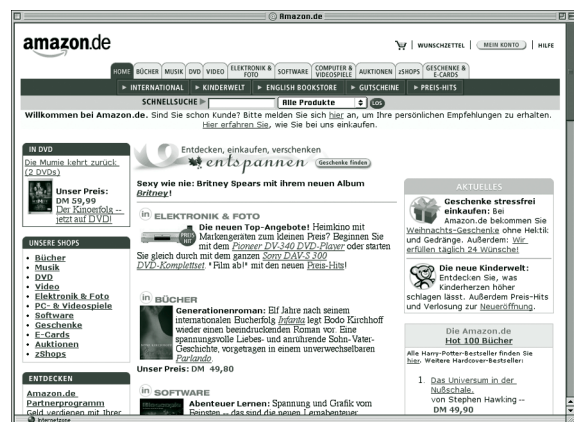 Amazon.de
amazon.de
WUNSCHZETTEL | MEIN KONTO | HILFE
HOME BÜCHER MUSIK DVD VIDEO ELEKTRONIK & FOTO SOFTWARE COMPUTER & VIDEOSPIELE AUKTIONEN zSHOPS GESCHENKE & E-CARDS
INTERNATIONAL KINDERWELT ENGLISH BOOKSTORE GUTSCHEINE PREIS-HITS
SCHNELLSUCHE Alle Produkte LOS
Willkommen bei Amazon.de. Sind Sie schon Kunde? Bitte melden Sie sich hier an, um Ihre persönlichen Empfehlungen zu erhalten.
Hier erfahren Sie, wie Sie bei uns einkaufen.
IN DVD
Die Mumie kehrt zurück
(2 DVDs)
Unser Preis:
DM 59,99
Der Kinoerfolg --
jetzt auf DVD!
UNSERE SHOPS
• Bücher
• Musik
• DVD
• Video
• Elektronik & Foto
• PC- & Videospiele
• Software
• Geschenke
• E-Cards
• Auktionen
• zShops
ENTDECKEN
Amazon.de
Partnerprogramm
Geld verdienen mit Ihrer
Entdecken, einkaufen, verschenken
entspannen Geschenke finden
Sexy wie nie: Britney Spears mit ihrem neuen Album
Britney!
in ELEKTRONIK & FOTO
PREIS HIT
Die neuen Top-Angebote! Heimkino mit
Markengeräten zum kleinen Preis? Beginnen Sie
mit dem Pioneer DV-340 DVD-Player oder starten
Sie gleich durch mit dem ganzen Sony DAV-S 300
DVD-Komplettset. "Film ab!" mit den neuen Preis-Hits!
in BÜCHER
Generationenroman: Elf Jahre nach seinem
internationalen Bucherfolg Infanta legt Bodo Kirchhoff
wieder einen beeindruckenden Roman vor. Eine
spannungsvolle Liebes- und anrührende Sohn-Vater-
Geschichte, vorgetragen in einem unverwechselbaren
Parlando.
Unser Preis: DM 49,80
in SOFTWARE
Abenteuer Lernen: Spannung und Grafik vom
Feinsten -- das sind die neuen Lernabenteuer
AKTUELLES
Geschenke stressfrei
einkaufen: Bei
Amazon.de bekommen Sie
Weihnachts-Geschenke ohne Hektik
und Gedränge. Außerdem: Wir
erfüllen täglich 24 Wünsche!
Die neue Kinderwelt:
Entdecken Sie, was
Kinderherzen höher
schlagen lässt. Außerdem Preis-Hits
und Verlosung zur Neueröffnung.
Die Amazon.de
Hot 100 Bücher
Alle Harry-Potter-Bestseller finden Sie
hier. Weitere Hardcover-Bestseller:
1. Das Universum in der
Nußschale.
von Stephen Hawking --
DM 49,90
Internetzone